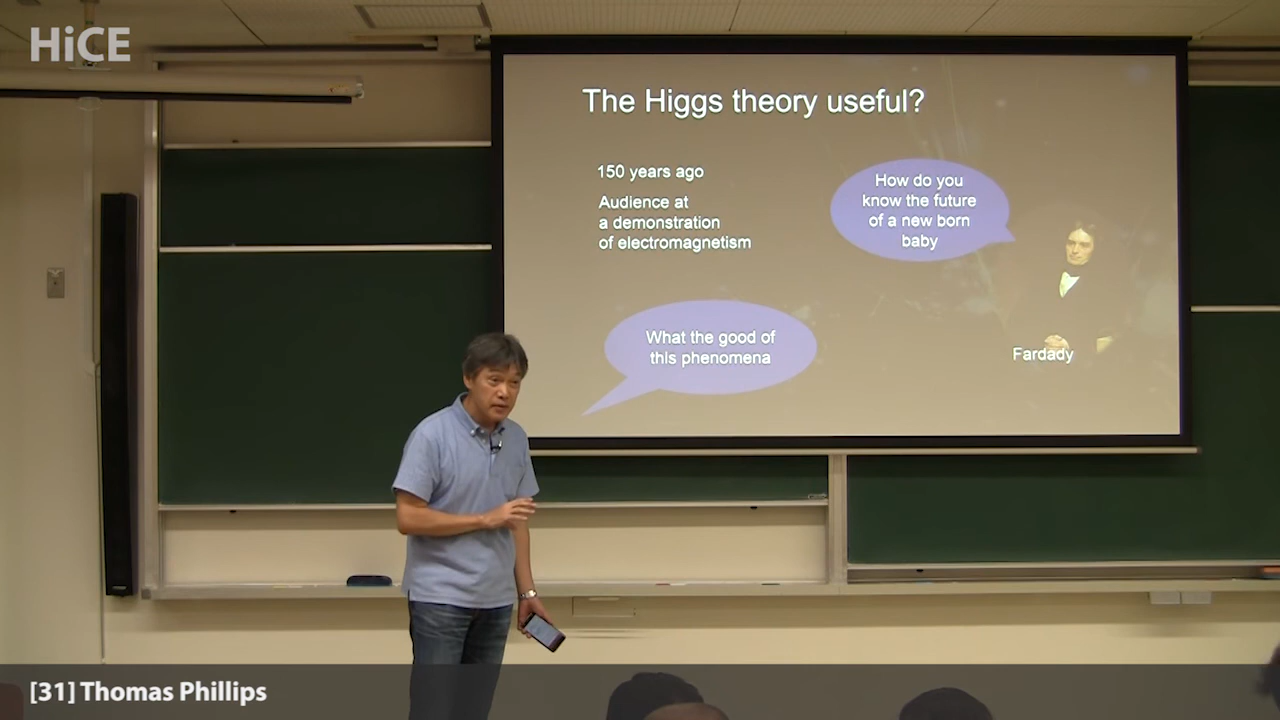 HiCE
The Higgs theory useful?
150 years ago
Audience at
a demonstration
of electromagnetism
How do you
know the future
of a new born
baby
What the good of
this phenomena
Fardady
[31] Thomas Phillips